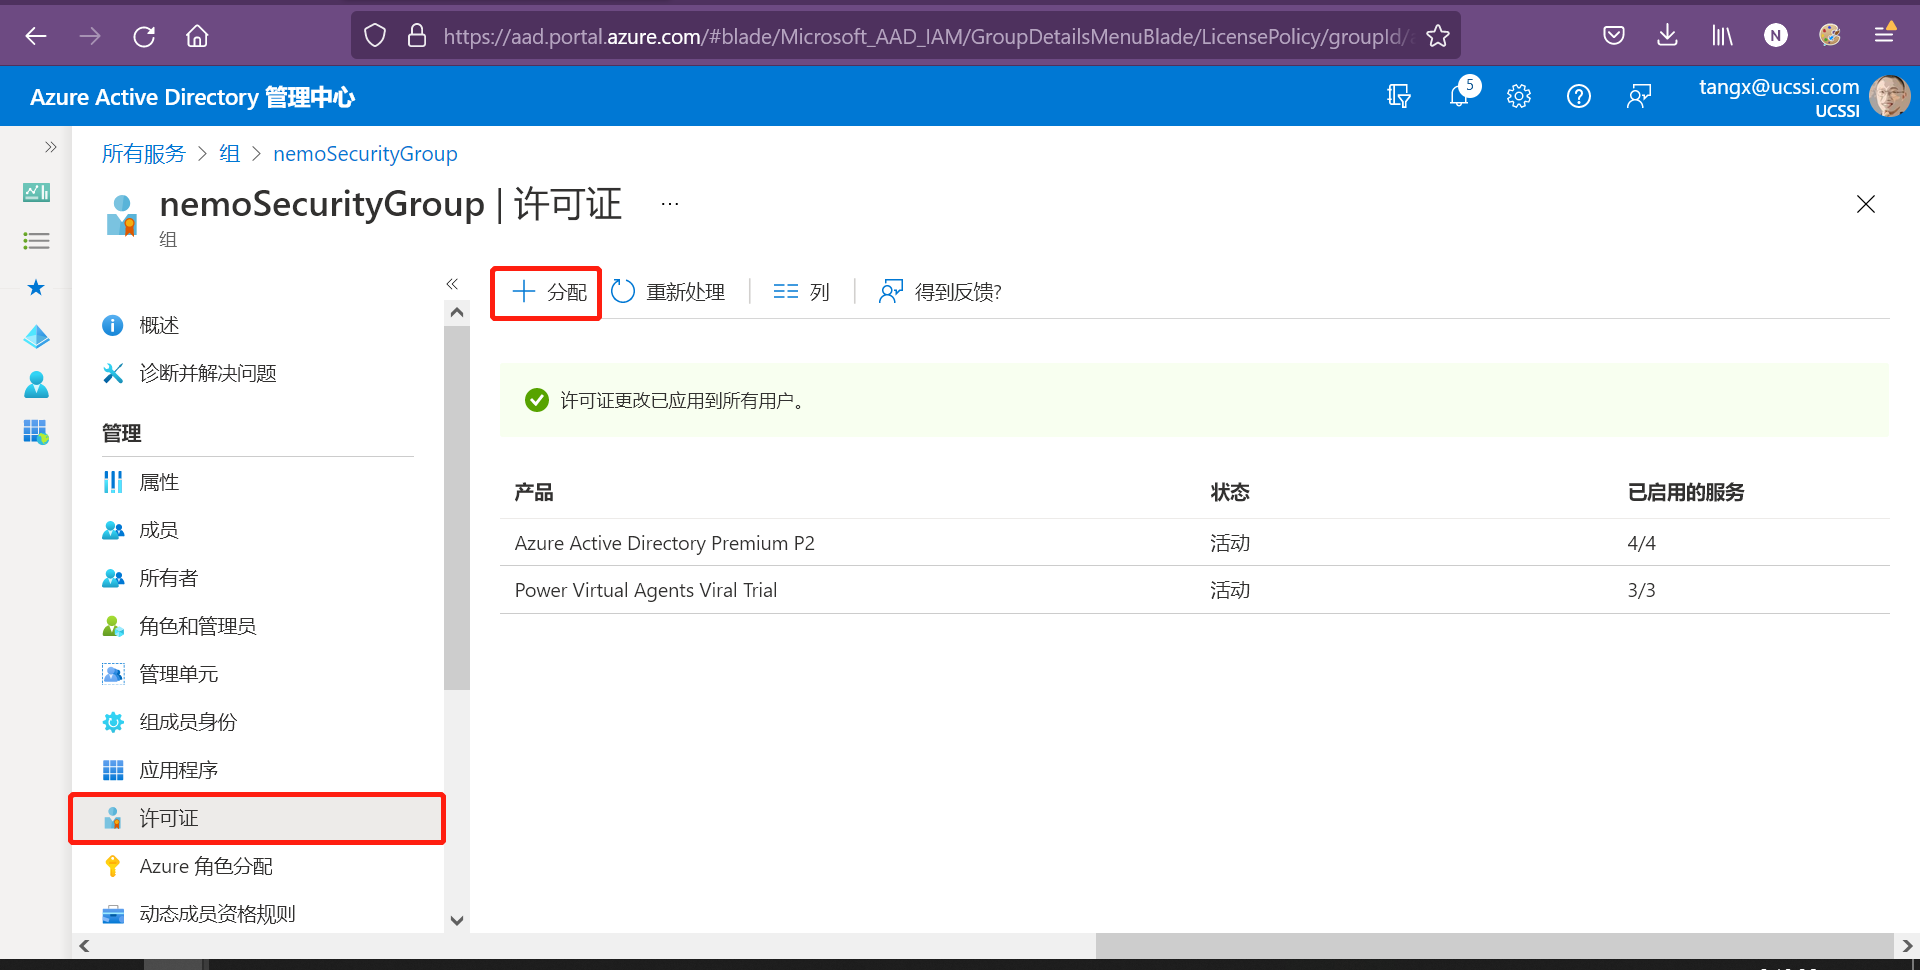 https://aad.portal.azure.com/#blade/Microsoft_AAD_IAM/GroupDetailsMenuBlade/LicensePolicy/groupId/
N
Azure Active Directory 管理中心
5
tangx@ucssi.com
UCSSI
所有服务 > 组 > nemoSecurityGroup
nemoSecurityGroup | 许可证 ...
组
概述
诊断并解决问题
管理
属性
成员
所有者
角色和管理员
管理单元
组成员身份
应用程序
许可证
Azure 角色分配
动态成员资格规则
+ 分配 重新处理 列 得到反馈?
许可证更改已应用到所有用户。
产品 状态 已启用的服务
Azure Active Directory Premium P2 活动 4/4
Power Virtual Agents Viral Trial 活动 3/3